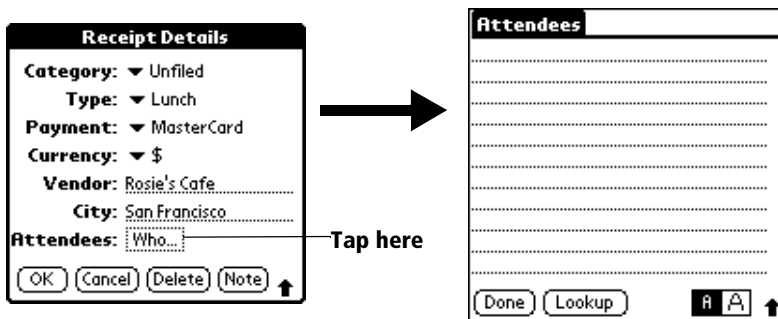 Receipt Details
Category: Unfiled
Type: Lunch
Payment: MasterCard
Currency: $
Vendor: Rosie's Cafe
City: San Francisco
Attendees: Who...
OK Cancel Delete Note
Tap here
Attendees
Done Lookup A A